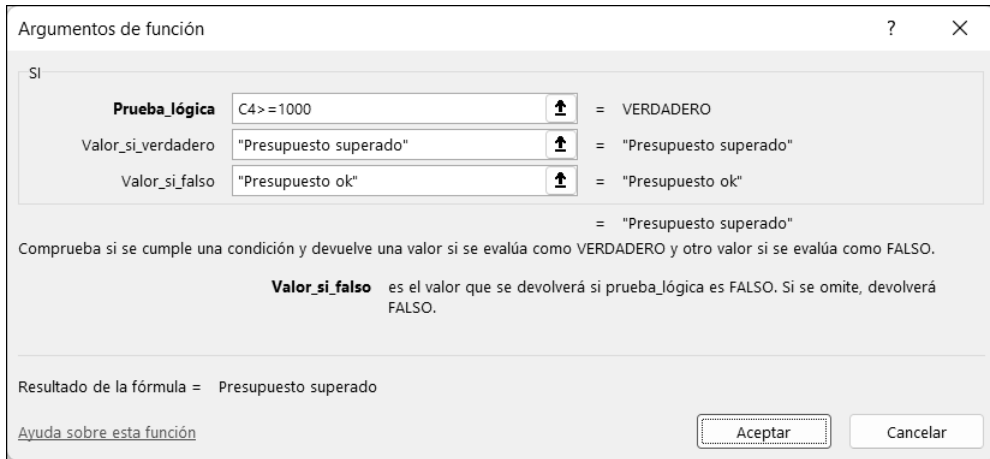 Argumentos de función ? ×
SI
Prueba_lógica C4>=1000 = VERDADERO
Valor_si_verdadero "Presupuesto superado" = "Presupuesto superado"
Valor_si_falso "Presupuesto ok" = "Presupuesto ok"
= "Presupuesto superado"
Comprueba si se cumple una condición y devuelve una valor si se evalúa como VERDADERO y otro valor si se evalúa como FALSO.
Valor_si_falso es el valor que se devolverá si prueba_lógica es FALSO. Si se omite, devolverá
FALSO.
Resultado de la fórmula = Presupuesto superado
Ayuda sobre esta función Aceptar Cancelar